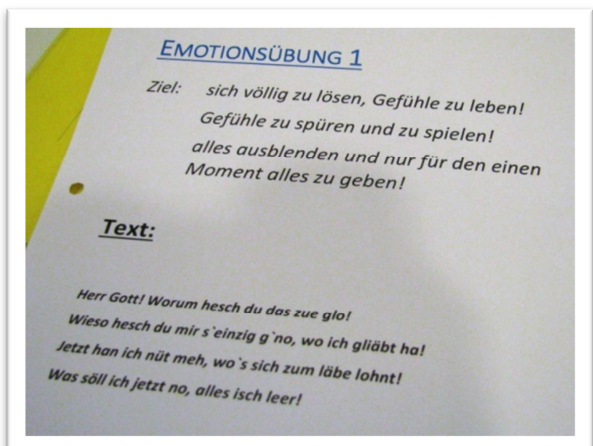 EMOTIONSÜBUNG 1
Ziel: sich völlig zu lösen, Gefühle zu leben!
Gefühle zu spüren und zu spielen!
alles ausblenden und nur für den einen
Moment alles zu geben!
Text:
Herr Gott! Worum hesch du das zue glo!
Wieso hesch du mir s`einzig g`no, wo ich gliäbt ha!
Jetzt han ich nüt meh, wo`s sich zum läbe lohnt!
Was söll ich jetzt no, alles isch leer!